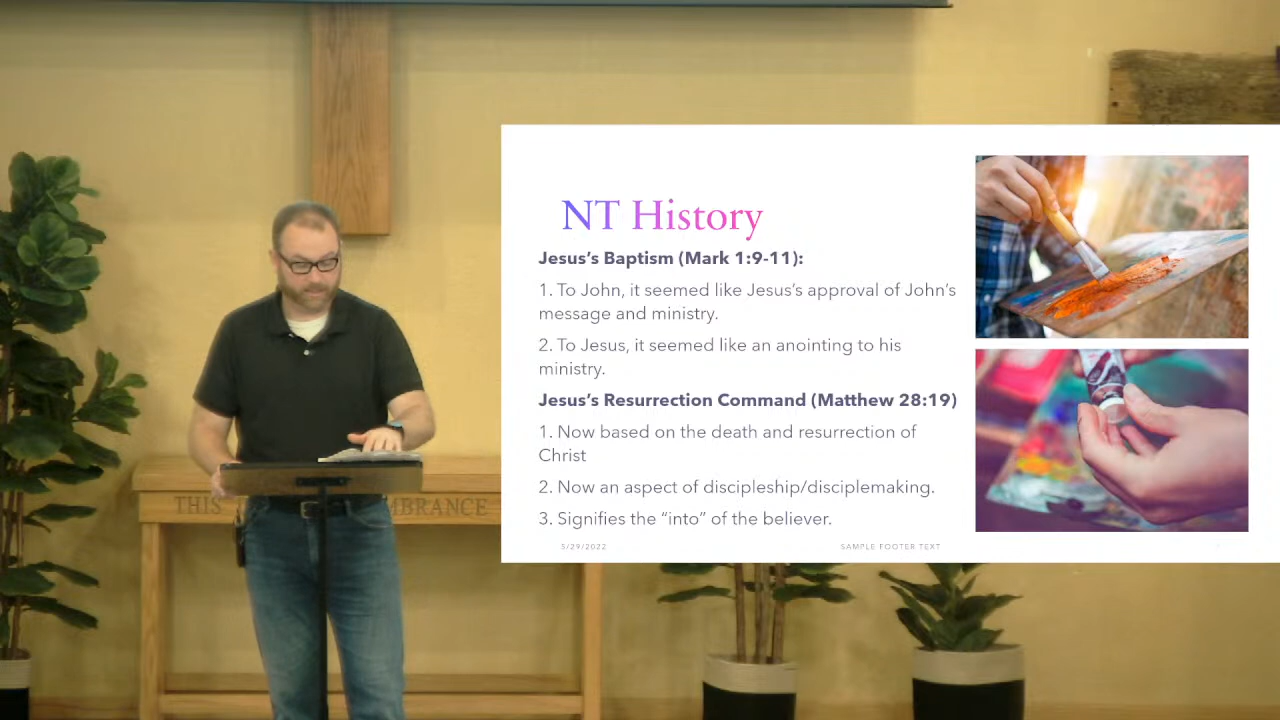 NT History
Jesus's Baptism (Mark 1:9-11):
1. To John, it seemed like Jesus's approval of John's
message and ministry.
2. To Jesus, it seemed like an anointing to his
ministry.
Jesus's Resurrection Command (Matthew 28:19)
1. Now based on the death and resurrection of
Christ
2. Now an aspect of discipleship/disciplemaking.
3. Signifies the “into” of the believer.
5/29/2022
SAMPLE FOOTER TEXT
THIS